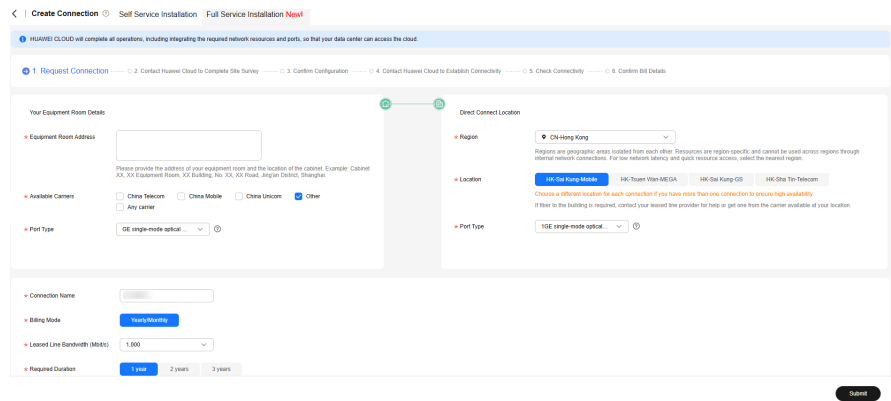 Create Connection Self Service Installation Full Service Installation New!
HUAWEI CLOUD will complete all operations, including integrating the required network resources and ports, so that your data center can access the cloud.
1. Request Connection 2. Contact Huawei Cloud to Complete Site Survey 3. Confirm Configuration 4. Contact Huawei Cloud to Establish Connectivity 5. Check Connectivity 6. Confirm Bill Details
Your Equipment Room Details
* Equipment Room Address
Please provide the address of your equipment room and the location of the cabinet. Example: Cabinet
XX, XX Equipment Room, XX Building, No. XX, XX Road, Jing'an District, Shanghai.
* Available Carriers China Telecom China Mobile China Unicom Other
Any carrier
* Port Type GE single-mode optical ...
Direct Connect Location
* Region CN-Hong Kong
Regions are geographic areas isolated from each other. Resources are region-specific and cannot be used across regions through
internal network connections. For low network latency and quick resource access, select the nearest region.
* Location HK-Sai Kung-Mobile HK-Tsuen Wan-MEGA HK-Sai Kung-GS HK-Sha Tin-Telecom
Choose a different location for each connection if you have more than one connection to ensure high availability.
If fiber to the building is required, contact your leased line provider for help or get one from the carrier available at your location.
* Port Type 1GE single-mode optical...
* Connection Name
* Billing Mode Yearly/Monthly
* Leased Line Bandwidth (Mbit/s) 1,000
* Required Duration 1 year 2 years 3 years
Submit